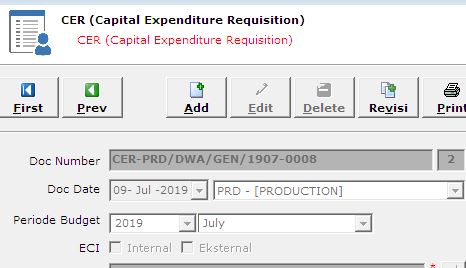 CER (Capital Expenditure Requisition)
CER (Capital Expenditure Requisition)
First Prev Add Edit Delete Revisi Print
Doc Number CER-PRD/DWA/GEN/1907-0008 2
Doc Date 09- Jul -2019 PRD - [PRODUCTION]
Periode Budget 2019 July
ECI Internal Eksternal
*